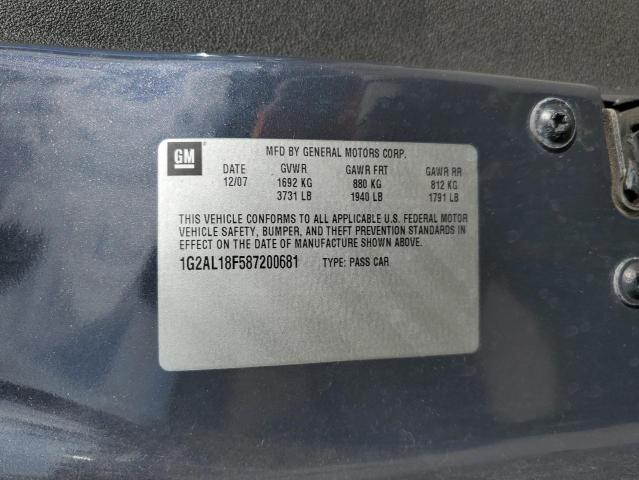 GM MFD BY GENERAL MOTORS CORP.
DATE GVWR GAWR FRT GAWR RR
12/07 1692 KG 880 KG 812 KG
3731 LB 1940 LB 1791 LB
THIS VEHICLE CONFORMS TO ALL APPLICABLE U.S. FEDERAL MOTOR
VEHICLE SAFETY, BUMPER, AND THEFT PREVENTION STANDARDS IN
EFFECT ON THE DATE OF MANUFACTURE SHOWN ABOVE.
1G2AL18F587200681 TYPE: PASS CAR